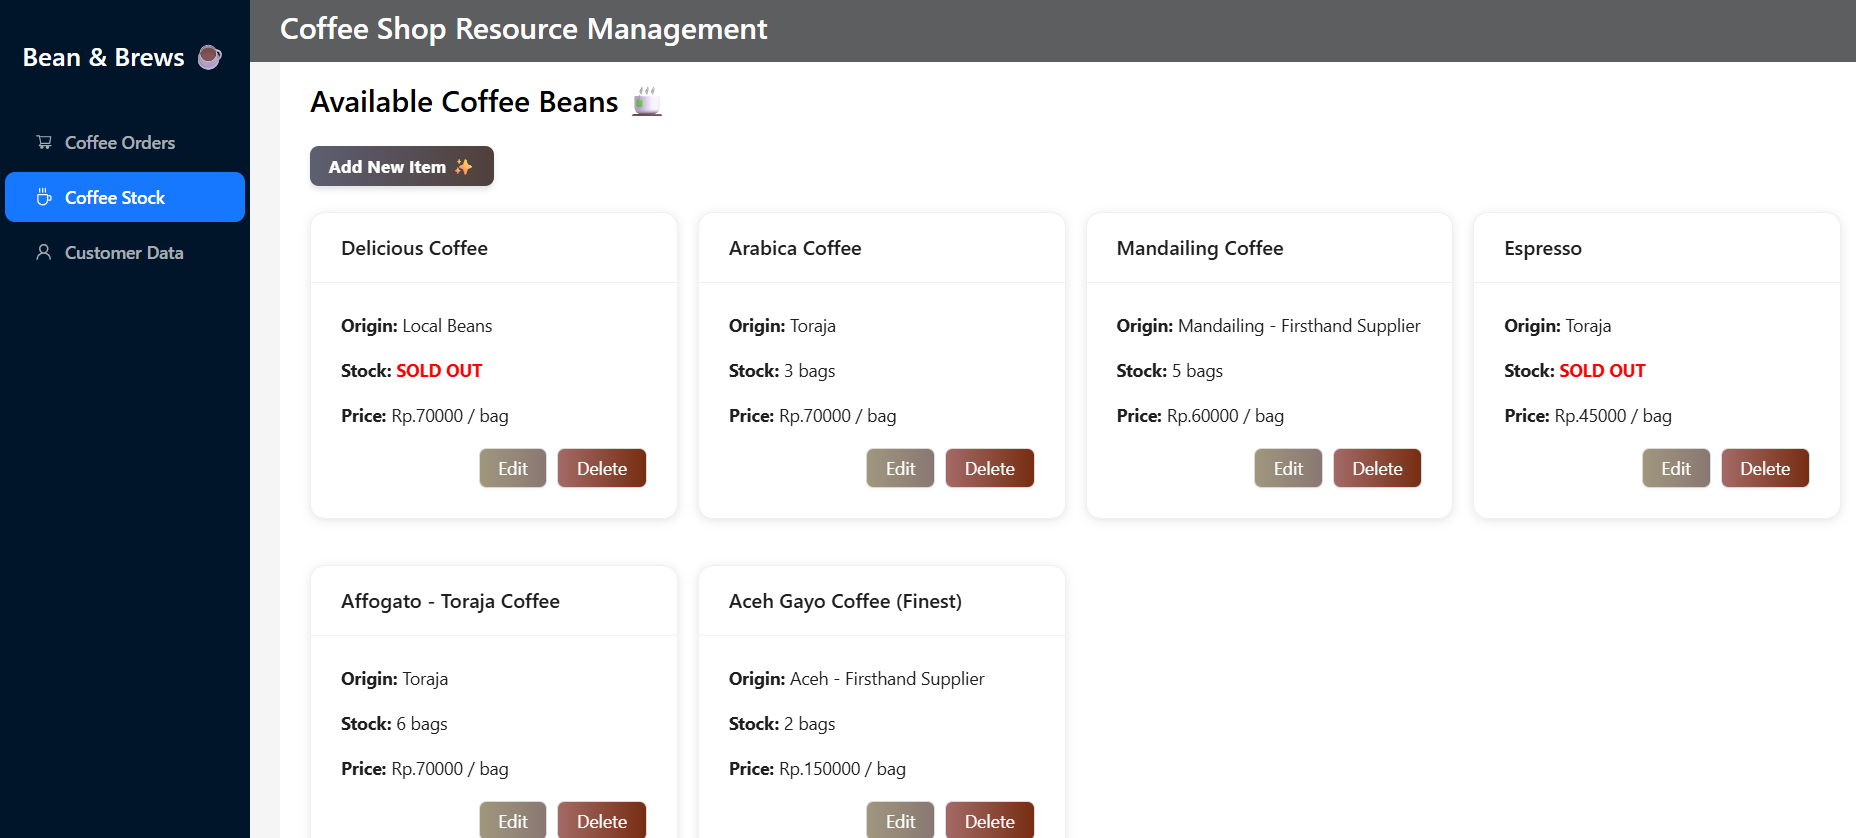 Bean & Brews
Coffee Orders
Coffee Stock
Customer Data
Coffee Shop Resource Management
Available Coffee Beans
Add New Item
Delicious Coffee
Origin: Local Beans
Stock: SOLD OUT
Price: Rp.70000 / bag
Edit Delete
Arabica Coffee
Origin: Toraja
Stock: 3 bags
Price: Rp.70000 / bag
Edit Delete
Mandailing Coffee
Origin: Mandailing - Firsthand Supplier
Stock: 5 bags
Price: Rp.60000 / bag
Edit Delete
Espresso
Origin: Toraja
Stock: SOLD OUT
Price: Rp.45000 / bag
Edit Delete
Affogato - Toraja Coffee
Origin: Toraja
Stock: 6 bags
Price: Rp.70000 / bag
Edit Delete
Aceh Gayo Coffee (Finest)
Origin: Aceh - Firsthand Supplier
Stock: 2 bags
Price: Rp.150000 / bag
Edit Delete